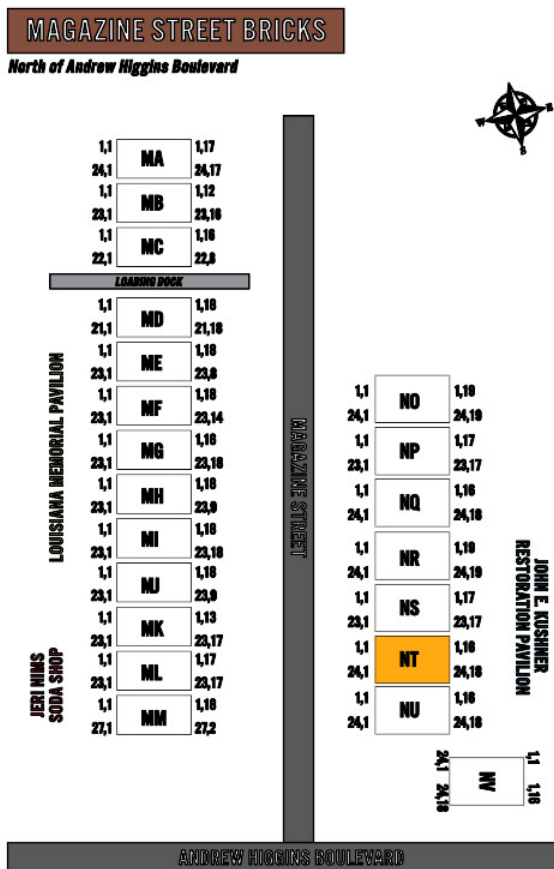 MAGAZINE STREET BRICKS
North of Andrew Higgins Boulevard
W
E
S
1,1 1,17
MA
24,1 24,17
1,1 1,12
MB
23,1 23,16
1,1 1,16
MC
22,1 22,8
LOADING DOCK
1,1 1,18
MD
21,1 21,18
1,1 1,18
ME
23,1 23,8
1,1 1,18
MF
23,1 23,14
1,1 1,16
MG
23,1 23,18
1,1 1,18
MH
23,1 23,9
1,1 1,18
MI
23,1 23,18
1,1 1,18
MJ
23,1 23,9
1,1 1,13
MK
23,1 23,17
1,1 1,17
ML
23,1 23,17
1,1 1,18
MM
27,1 27,2
LOUISIANA MEMORIAL PAVILION
JERI NIMS
SODA SHOP
MAGAZINE STREET
1,1 1,19
NO
24,1 24,19
1,1 1,17
NP
23,1 23,17
1,1 1,16
NQ
24,1 24,18
1,1 1,19
NR
24,1 24,19
1,1 1,17
NS
23,1 23,17
1,1 1,16
NT
24,1 24,18
1,1 1,16
NU
24,1 24,18
JOHN E. KUSHNER
RESTORATION PAVILION
1,1 1,16
NV
24,1 24,18
ANDREW HIGGINS BOULEVARD